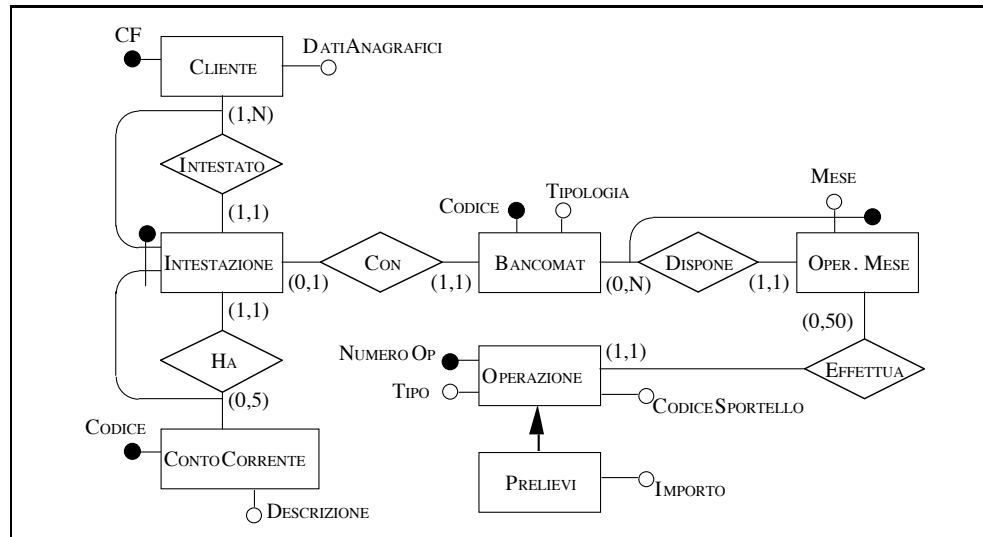 CF
DATIANAGRAFICI
CLIENTE
(1,N)
INTESTATO
MESE
CODICE
TIPOLOGIA
(1,1)
INTESTAZIONE
CON
BANCOMAT
DISPONE
OPER. MESE
(0,1)
(1,1)
(0,N)
(1,1)
(1,1)
(0,50)
NUMERO OP
(1,1)
HA
OPERAZIONE
EFFETTUA
TIPO
(0,5)
CODICESPORTELLO
CODICE
CONTOCORRENTE
PRELIEVI
IMPORTO
DESCRIZIONE